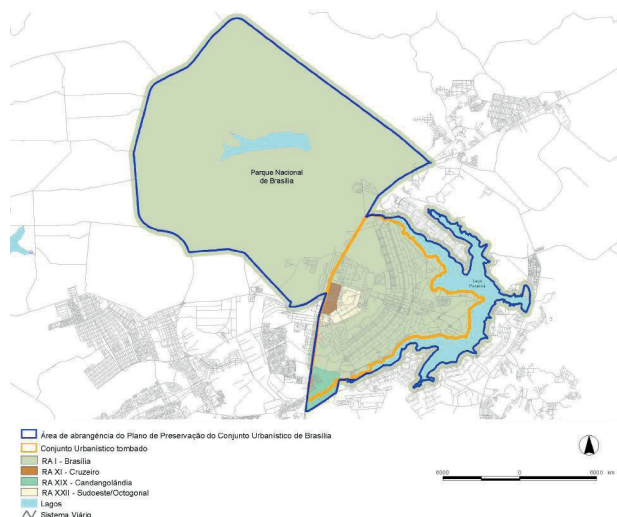 Parque Nacional
de Brasília
Lago
Paranoá
Área de abrangência do Plano de Preservação do Conjunto Urbanístico de Brasília
Conjunto Urbanístico tombado
RA I - Brasília
RA XI - Cruzeiro
RA XIX - Candangolândia
RA XXII - Sudoeste/Octogonal
Lagos
Sistema Viário
6000 0 6000 km